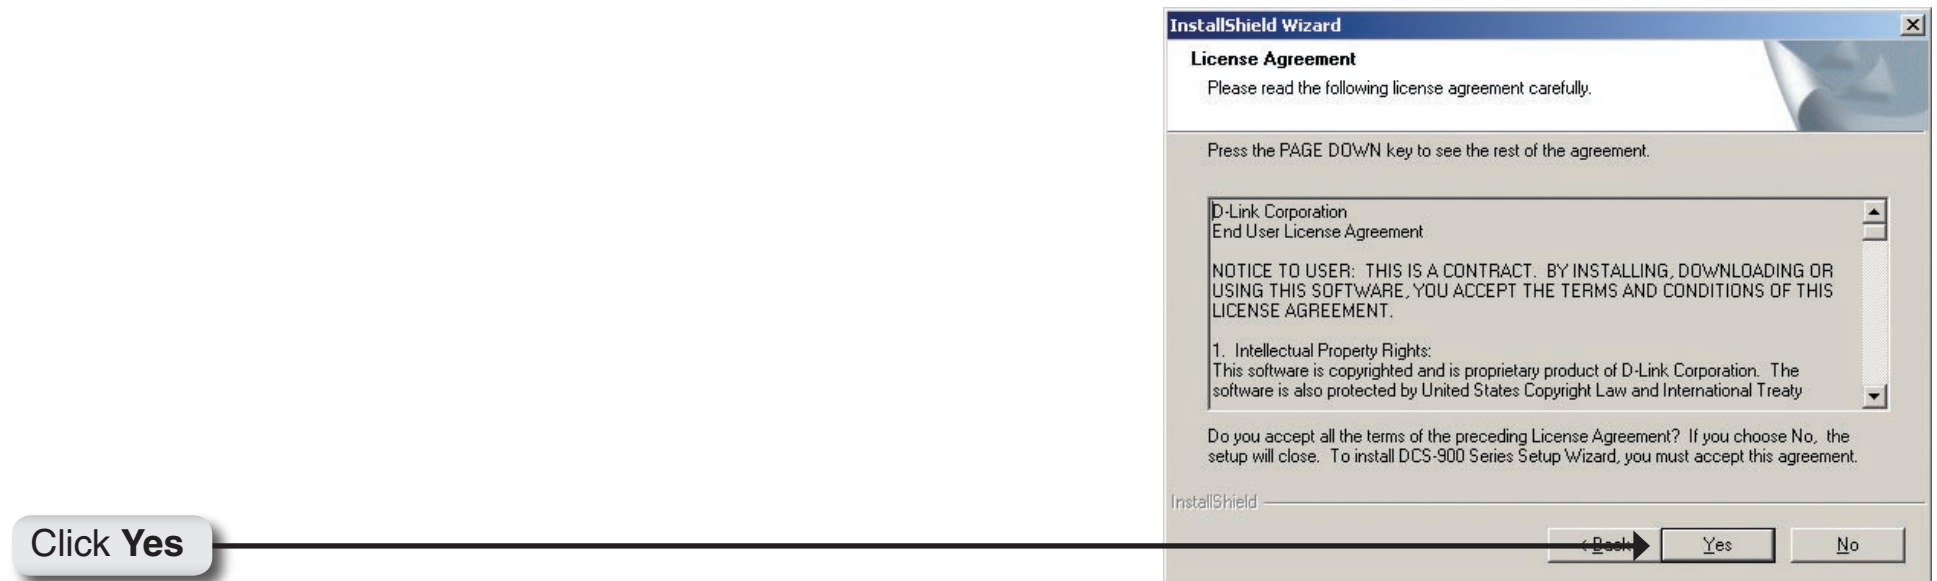 InstallShield Wizard
License Agreement
Please read the following license agreement carefully.
Press the PAGE DOWN key to see the rest of the agreement.
D-Link Corporation
End User License Agreement
NOTICE TO USER:  THIS IS A CONTRACT.  BY INSTALLING, DOWNLOADING OR
USING THIS SOFTWARE, YOU ACCEPT THE TERMS AND CONDITIONS OF THIS
LICENSE AGREEMENT.
1.  Intellectual Property Rights:
This software is copyrighted and is proprietary product of D-Link Corporation.  The
software is also protected by United States Copyright Law and International Treaty
Do you accept all the terms of the preceding License Agreement?  If you choose No,  the
setup will close.  To install DCS-900 Series Setup Wizard, you must accept this agreement.
InstallShield
Click Yes
< Back
Yes
No